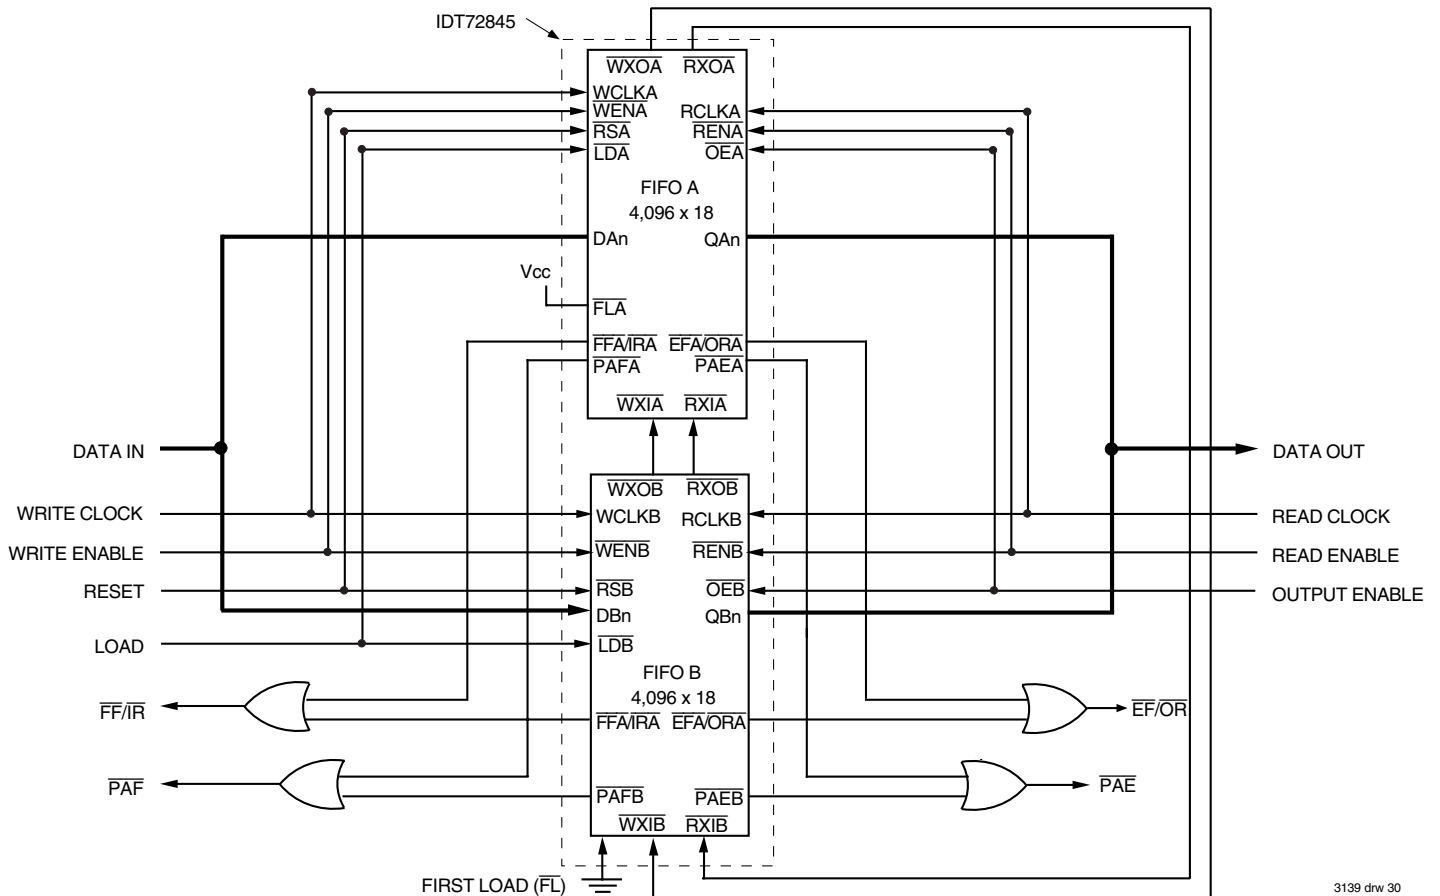 IDT72845
WXOA RXOA
WCLKA
WENA RCLKA
RSA RENA
LDA OEA
FIFO A
4,096 x 18
DAn QAn
Vcc
FLA
FFA/IRA EFA/ORA
PAFA PAEA
WXIA RXIA
DATA IN DATA OUT
WXOB RXOB
WRITE CLOCK WCLKB RCLKB READ CLOCK
WRITE ENABLE WENB RENB READ ENABLE
RESET RSB OEB OUTPUT ENABLE
DBn QBn
LOAD LDB
FIFO B
4,096 x 18
FF/IR FFA/IRA EFA/ORA EF/OR
PAF PAFB PAEB PAE
WXIB RXIB
FIRST LOAD (FL)
3139 drw 30